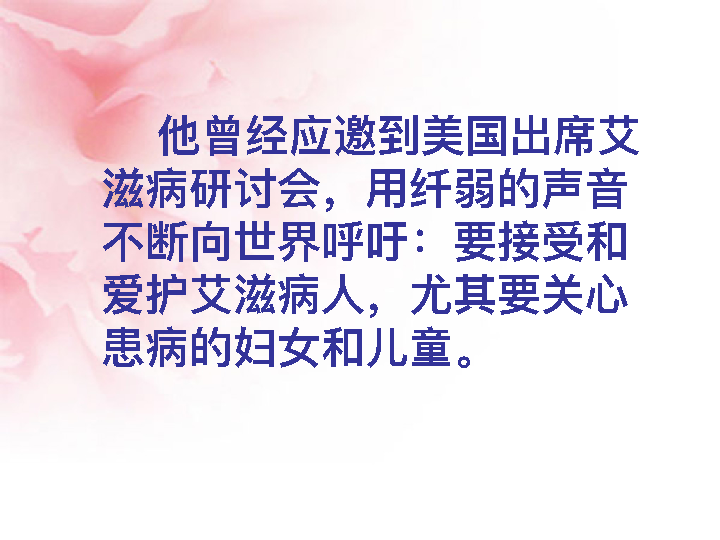 他曾经应邀到美国出席艾
滋病研讨会，用纤弱的声音
不断向世界呼吁：要接受和
爱护艾滋病人，尤其要关心
患病的妇女和儿童。